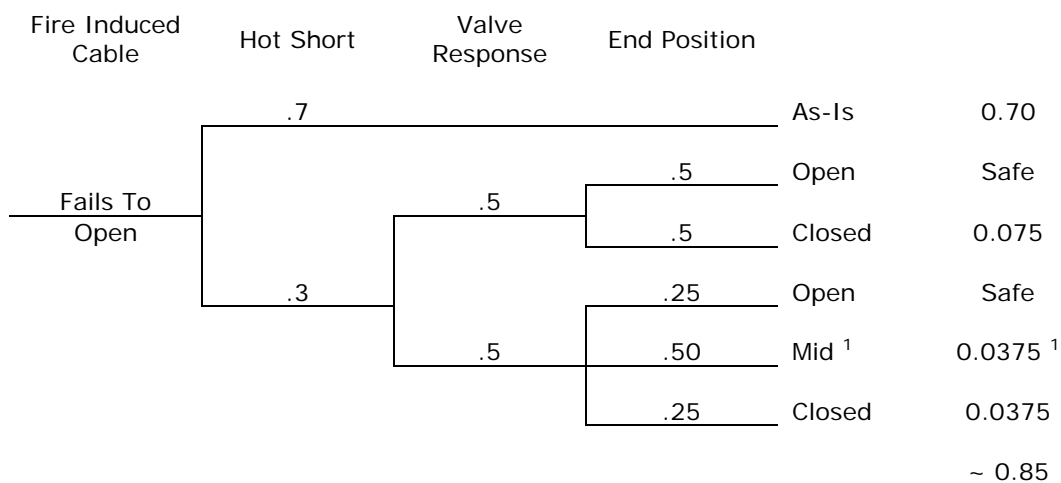 Fire Induced Cable Hot Short Valve Response End Position
.7 As-Is 0.70
.5 Open Safe
Fails To Open .5
.5 Closed 0.075
.3 .25 Open Safe
.5 .50 Mid 1 0.0375 1
.25 Closed 0.0375
~ 0.85